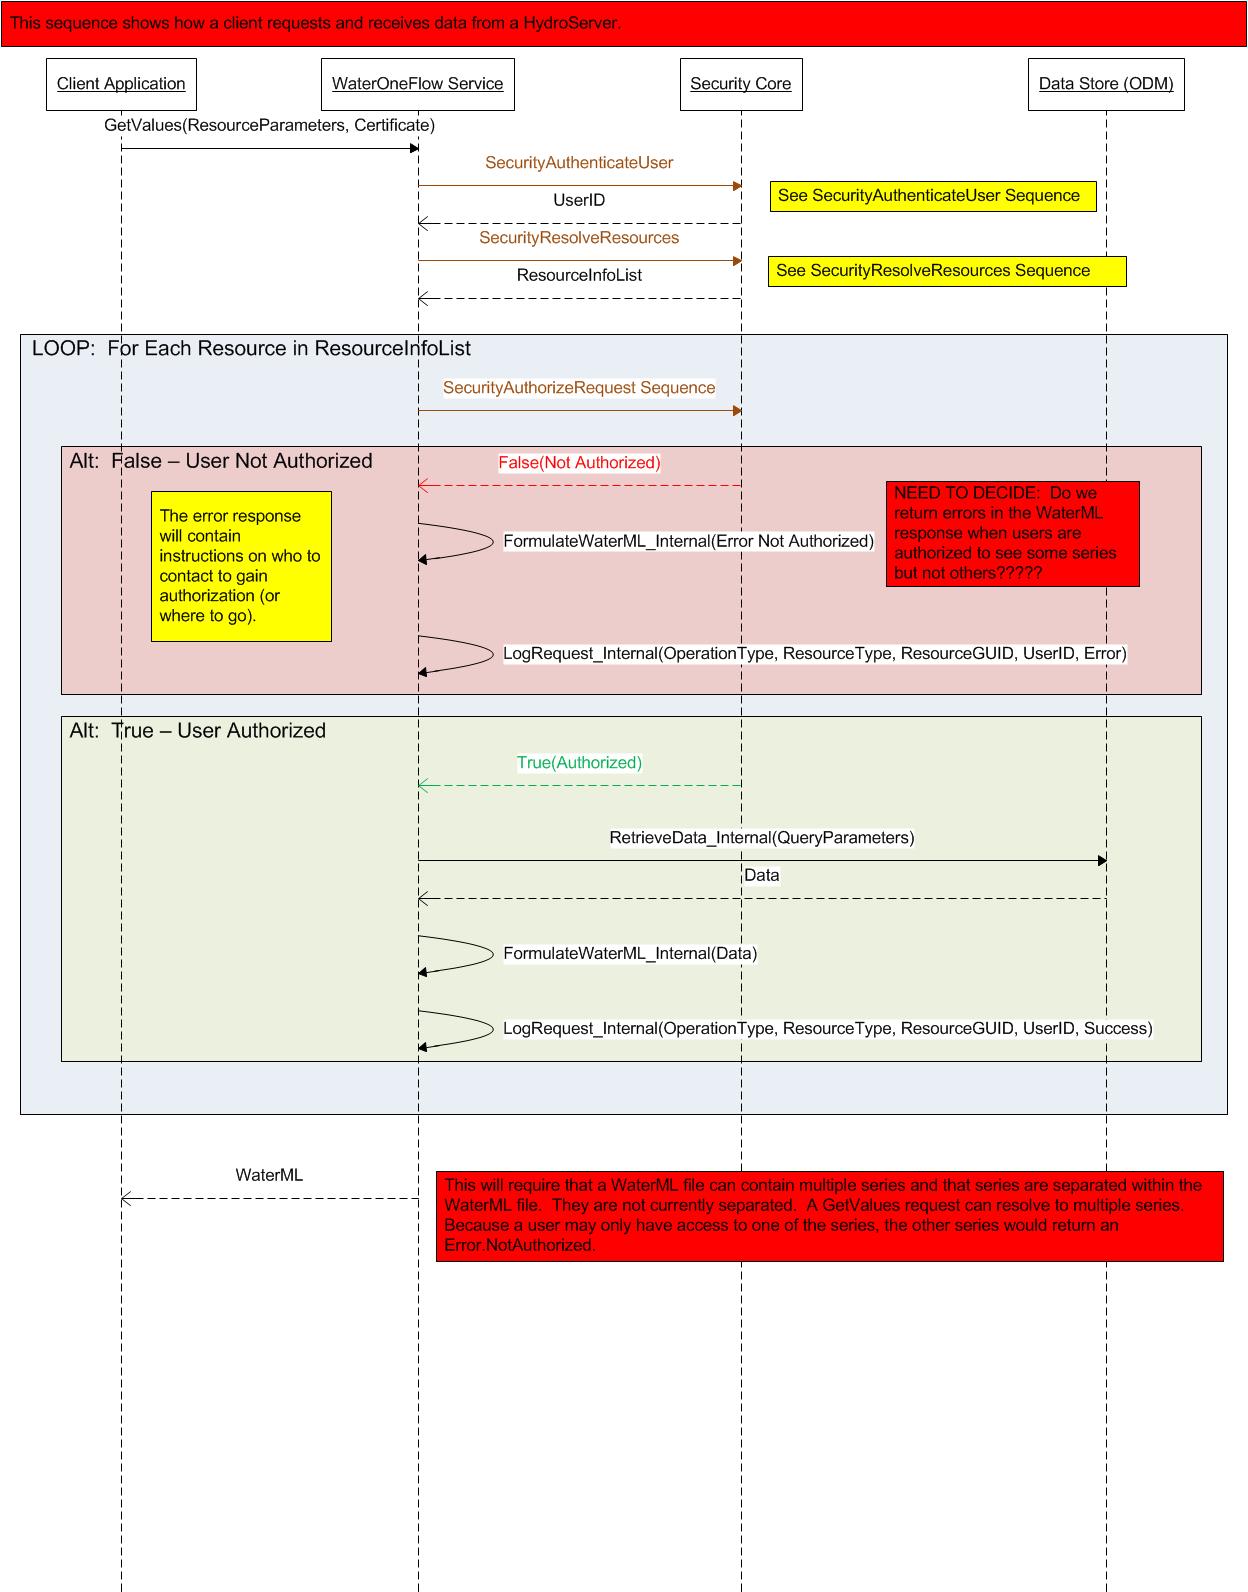 This sequence shows how a client requests and receives data from a HydroServer.
Client Application
WaterOneFlow Service
Security Core
Data Store (ODM)
GetValues(ResourceParameters, Certificate)
SecurityAuthenticateUser
See SecurityAuthenticateUser Sequence
UserID
SecurityResolveResources
See SecurityResolveResources Sequence
ResourceInfoList
LOOP:  For Each Resource in ResourceInfoList
SecurityAuthorizeRequest Sequence
Alt:  False – User Not Authorized
False(Not Authorized)
The error response
will contain
instructions on who to
contact to gain
authorization (or
where to go).
FormulateWaterML_Internal(Error Not Authorized)
NEED TO DECIDE:  Do we
return errors in the WaterML
response when users are
authorized to see some series
but not others?????
LogRequest_Internal(OperationType, ResourceType, ResourceGUID, UserID, Error)
Alt:  True – User Authorized
True(Authorized)
RetrieveData_Internal(QueryParameters)
Data
FormulateWaterML_Internal(Data)
LogRequest_Internal(OperationType, ResourceType, ResourceGUID, UserID, Success)
WaterML
This will require that a WaterML file can contain multiple series and that series are separated within the
WaterML file.  They are not currently separated.  A GetValues request can resolve to multiple series.
Because a user may only have access to one of the series, the other series would return an
Error.NotAuthorized.